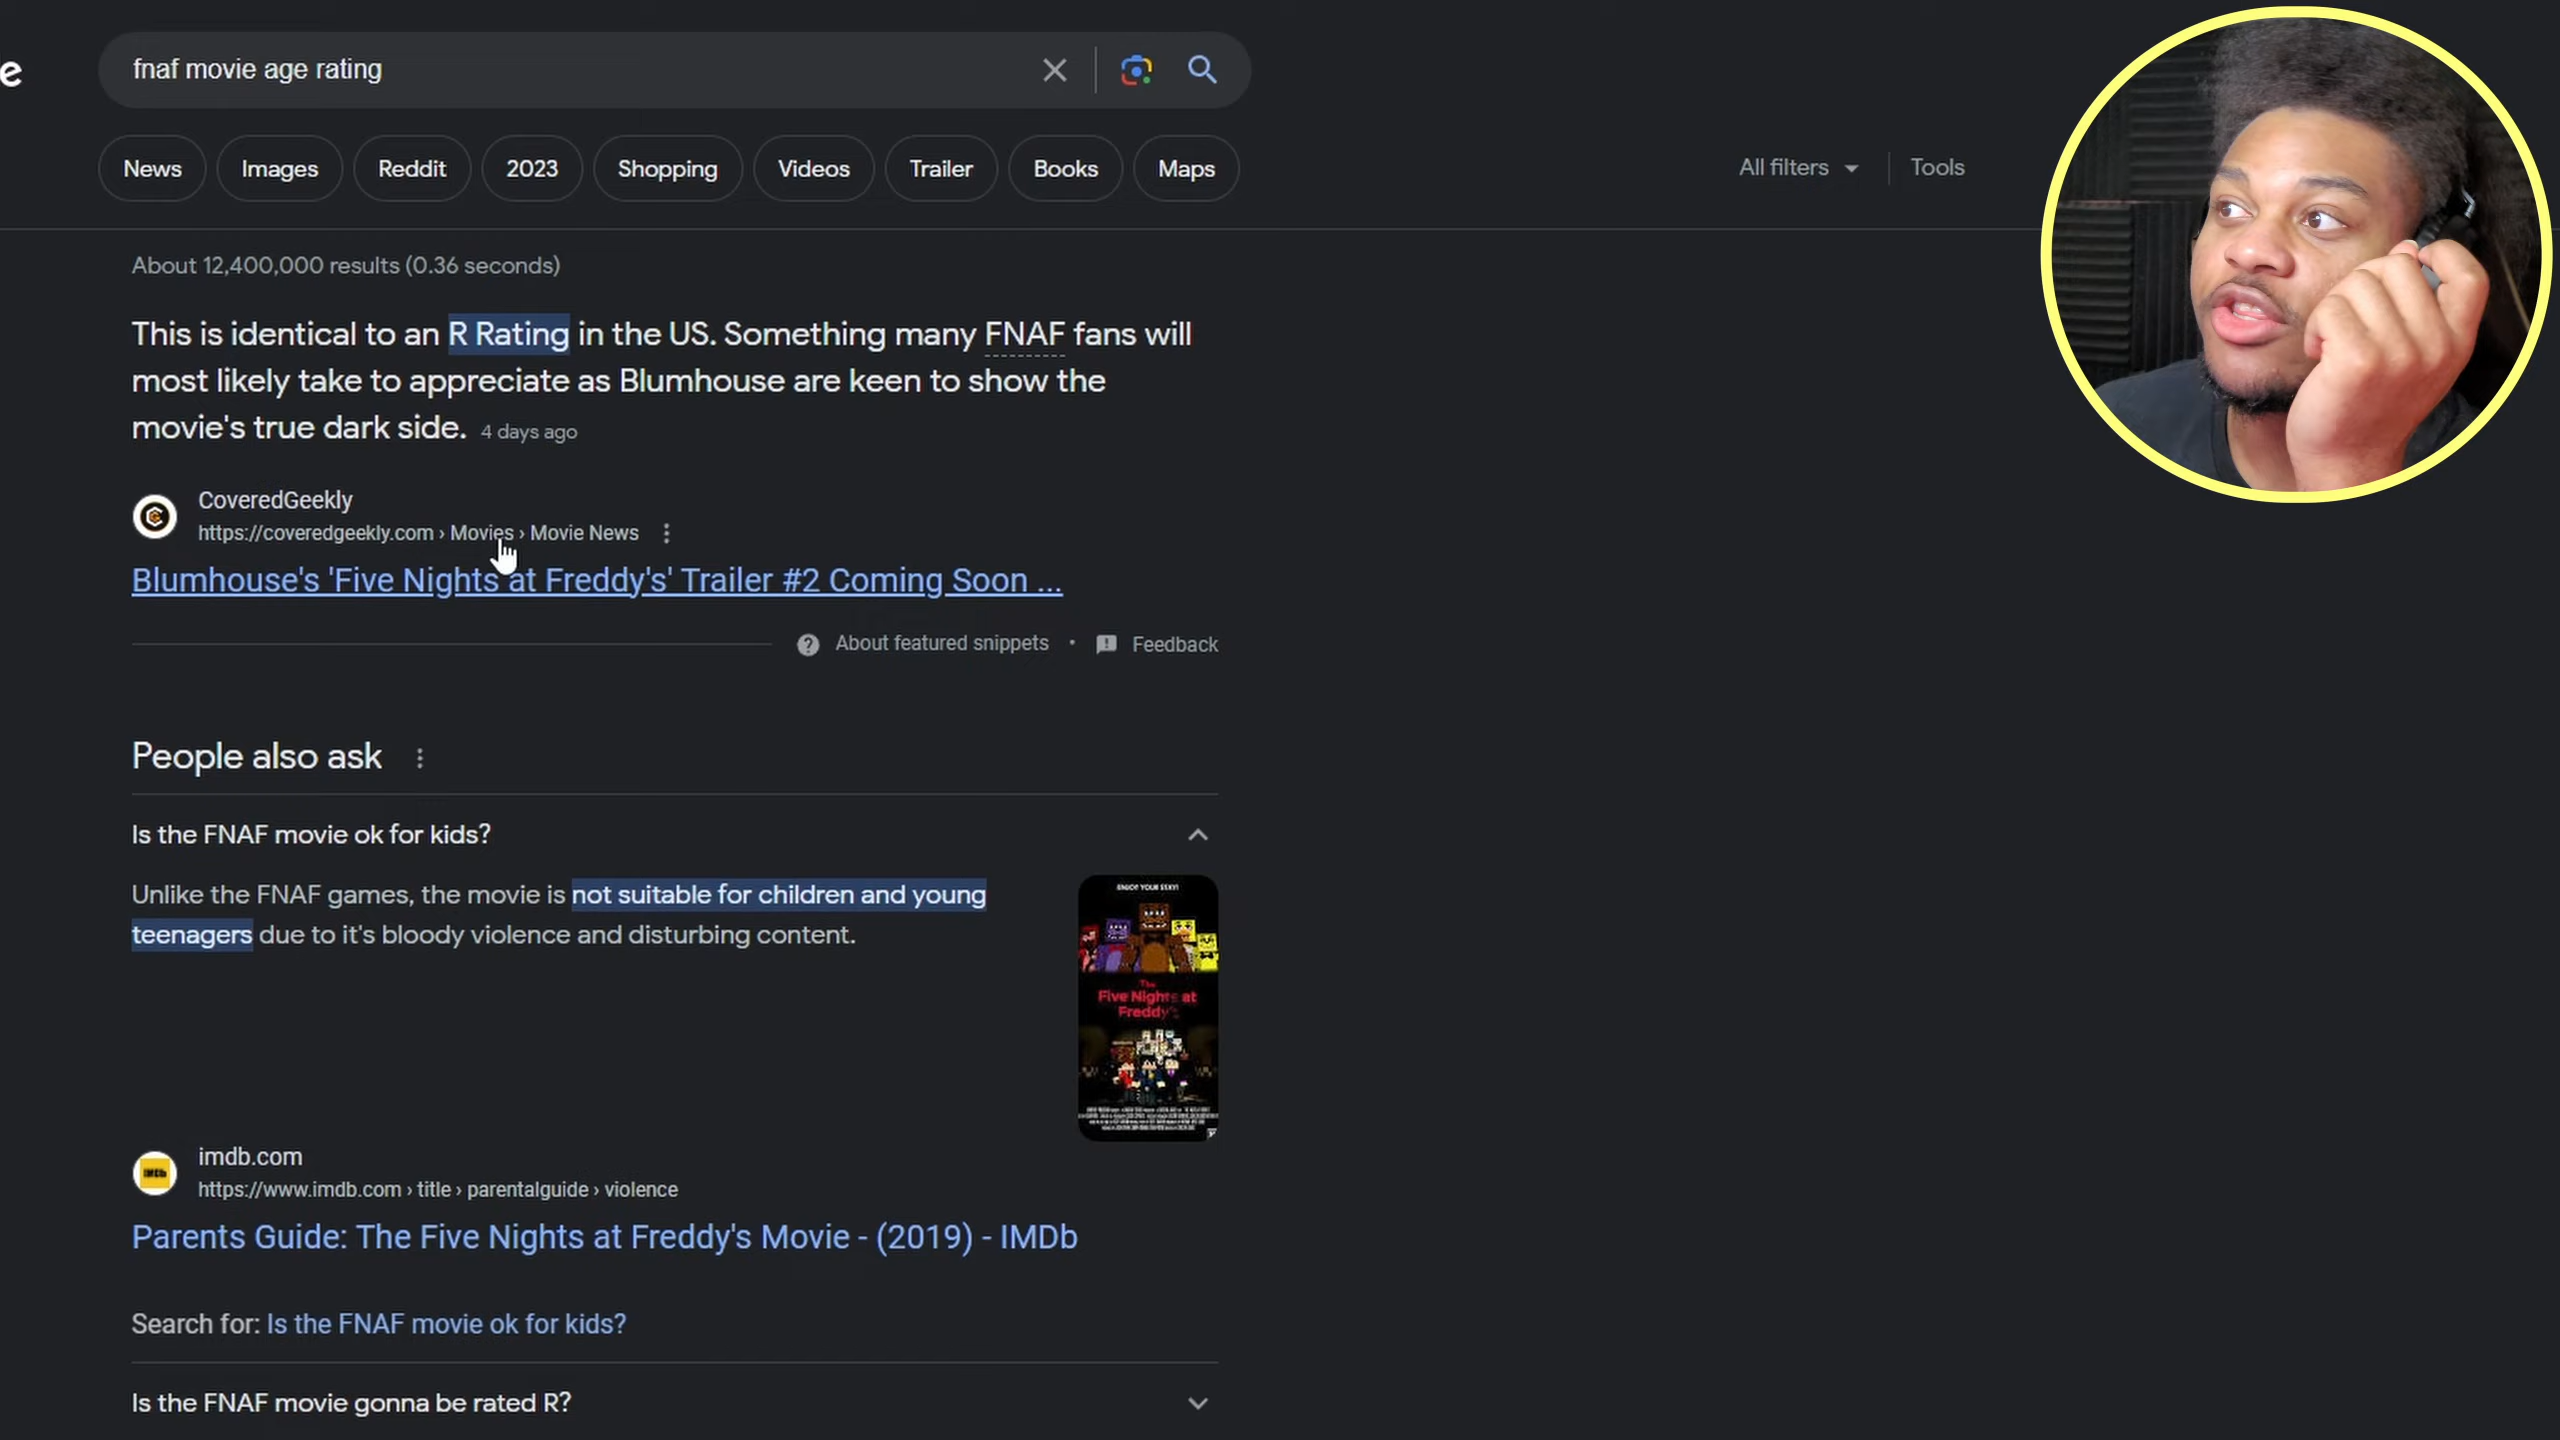 e
fnaf movie age rating
News Images Reddit 2023 Shopping Videos Trailer Books Maps All filters Tools
About 12,400,000 results (0.36 seconds)
This is identical to an R Rating in the US. Something many FNAF fans will
most likely take to appreciate as Blumhouse are keen to show the
movie's true dark side. 4 days ago
CoveredGeekly
https://coveredgeekly.com › Movies › Movie News
Blumhouse's 'Five Nights at Freddy's' Trailer #2 Coming Soon ...
About featured snippets • Feedback
People also ask
Is the FNAF movie ok for kids?
Unlike the FNAF games, the movie is not suitable for children and young
teenagers due to it's bloody violence and disturbing content.
ENJOY YOUR STAY!
The
Five Nights at
Freddy's
imdb.com
https://www.imdb.com › title › parentalguide › violence
Parents Guide: The Five Nights at Freddy's Movie - (2019) - IMDb
Search for: Is the FNAF movie ok for kids?
Is the FNAF movie gonna be rated R?